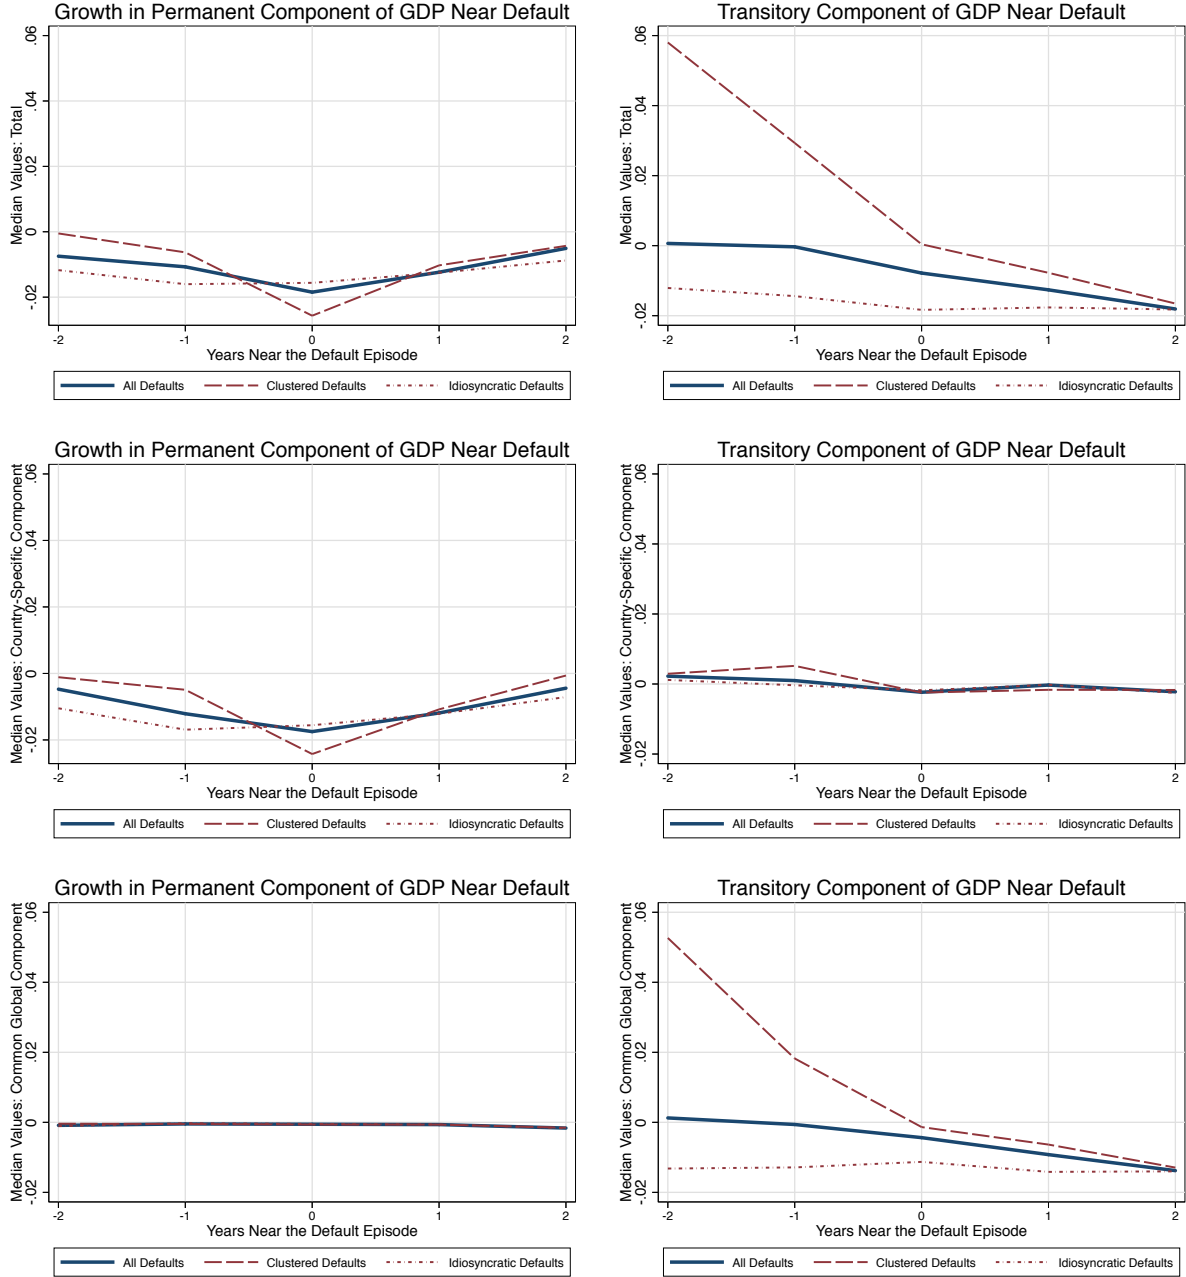 Growth in Permanent Component of GDP Near Default
Median Values: Total
.06
.04
.02
0
-.02
-2
-1
0
1
2
Years Near the Default Episode
All Defaults
Clustered Defaults
Idiosyncratic Defaults
Transitory Component of GDP Near Default
Median Values: Total
.06
.04
.02
0
-.02
-2
-1
0
1
2
Years Near the Default Episode
All Defaults
Clustered Defaults
Idiosyncratic Defaults
Growth in Permanent Component of GDP Near Default
Median Values: Country-Specific Component
.06
.04
.02
0
-.02
-2
-1
0
1
2
Years Near the Default Episode
All Defaults
Clustered Defaults
Idiosyncratic Defaults
Transitory Component of GDP Near Default
Median Values: Country-Specific Component
.06
.04
.02
0
-.02
-2
-1
0
1
2
Years Near the Default Episode
All Defaults
Clustered Defaults
Idiosyncratic Defaults
Growth in Permanent Component of GDP Near Default
Median Values: Common Global Component
.06
.04
.02
0
-.02
-2
-1
0
1
2
Years Near the Default Episode
All Defaults
Clustered Defaults
Idiosyncratic Defaults
Transitory Component of GDP Near Default
Median Values: Common Global Component
.06
.04
.02
0
-.02
-2
-1
0
1
2
Years Near the Default Episode
All Defaults
Clustered Defaults
Idiosyncratic Defaults